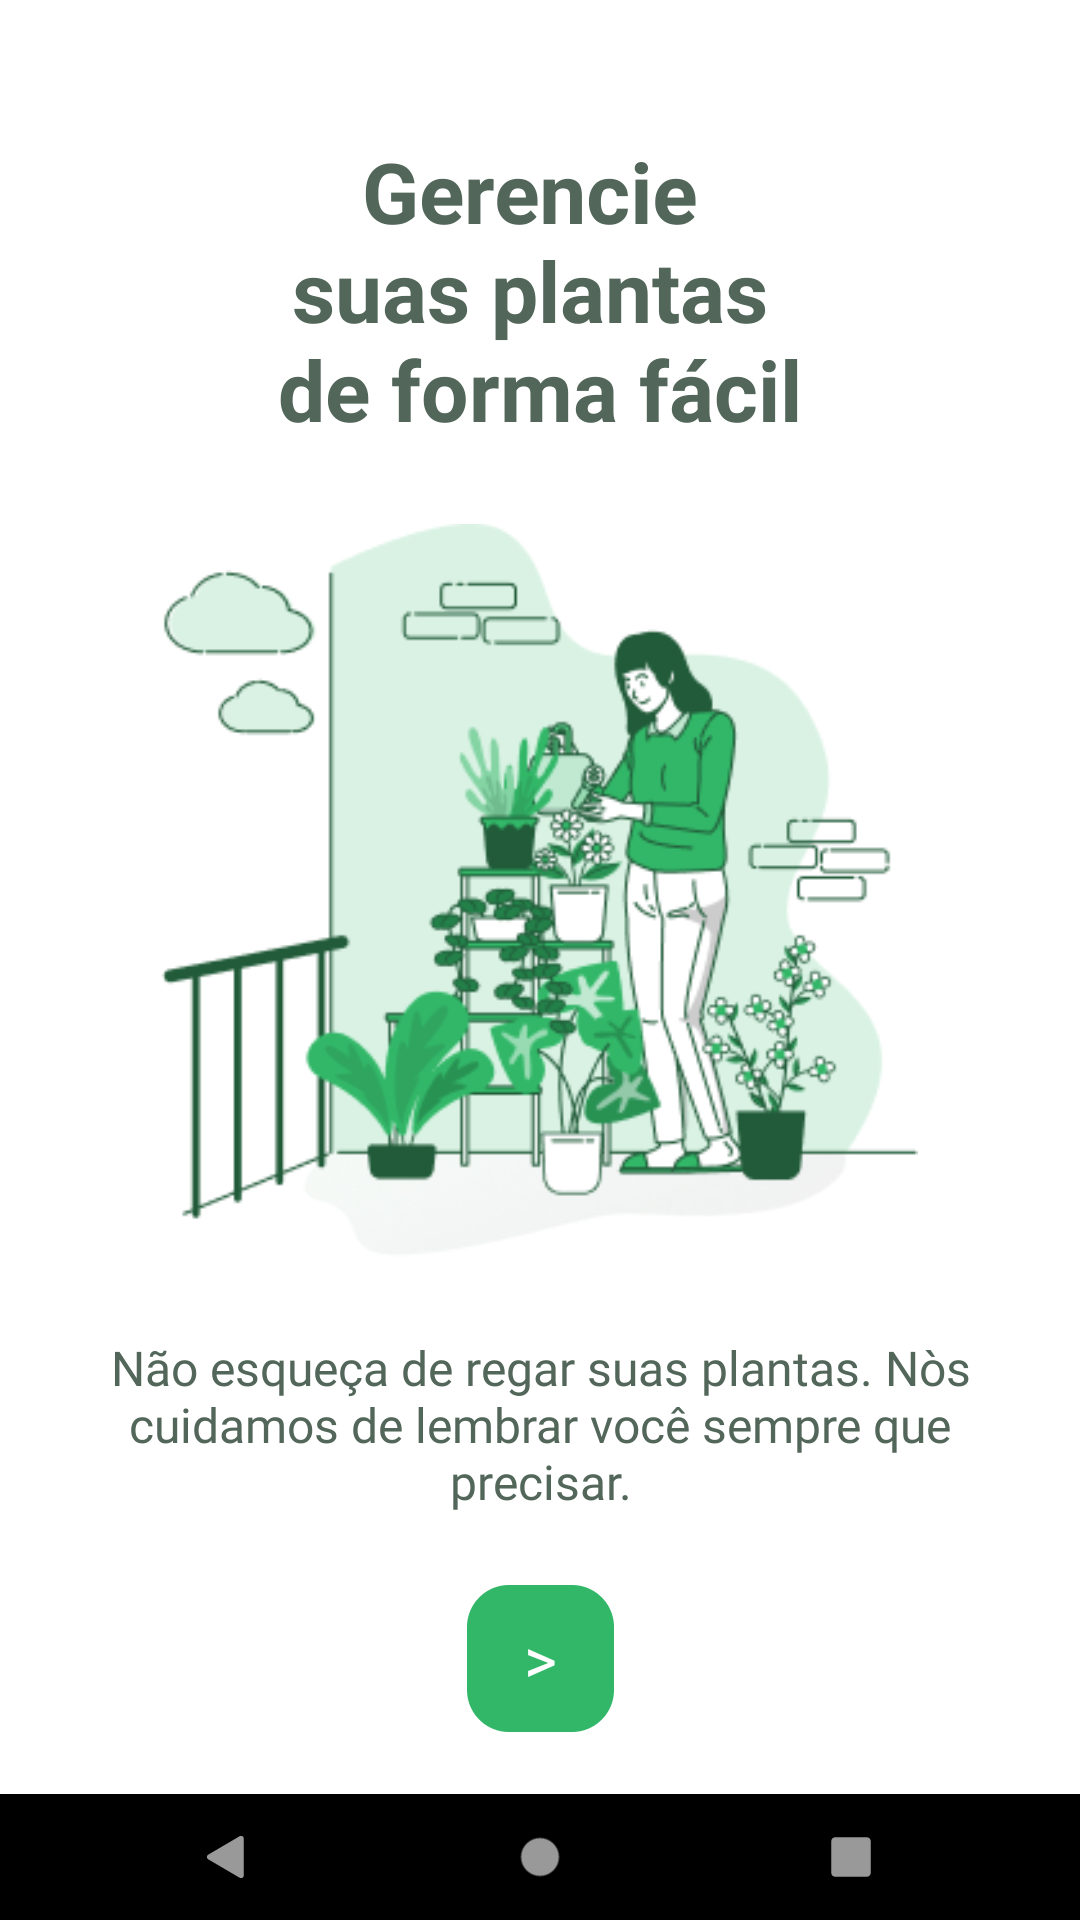 Gerencie
suas plantas
de forma fácil
Não esqueça de regar suas plantas. Nòs
cuidamos de lembrar você sempre que
precisar.
>